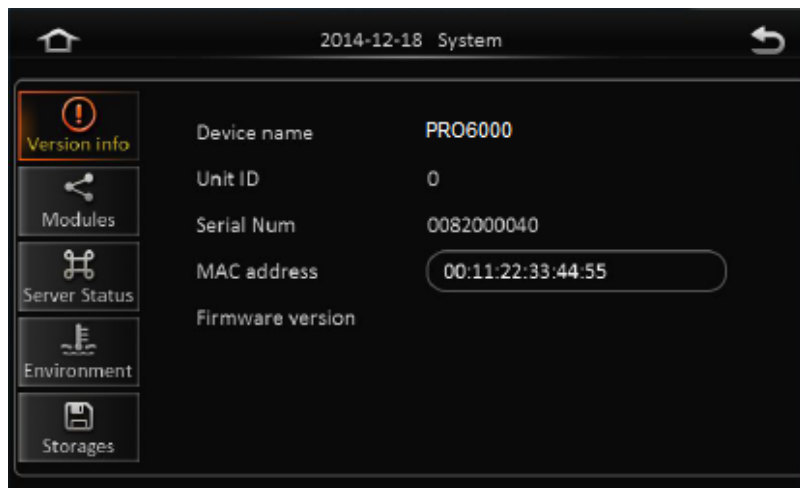 2014-12-18 System
Version info
Modules
Server Status
Environment
Storages
Device name PRO6000
Unit ID 0
Serial Num 0082000040
MAC address 00:11:22:33:44:55
Firmware version